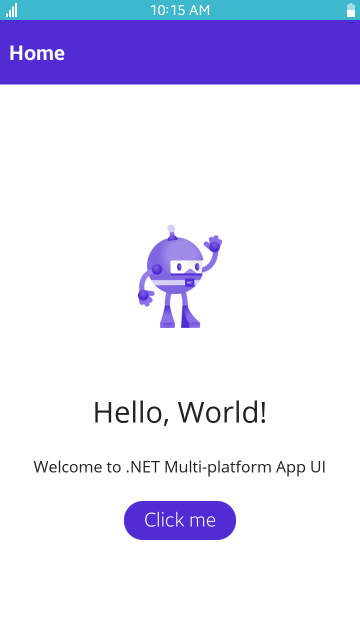 10:15 AM
Home
Hello, World!
Welcome to .NET Multi-platform App UI
Click me